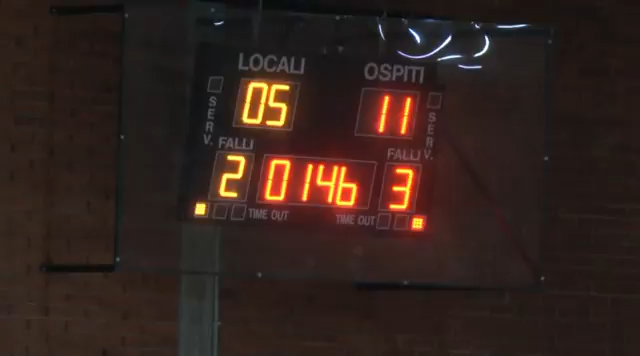 LOCALI OSPITI
05 11
SERV. SERV.
FALLI FALLI
2 0146 3
TIME OUT TIME OUT